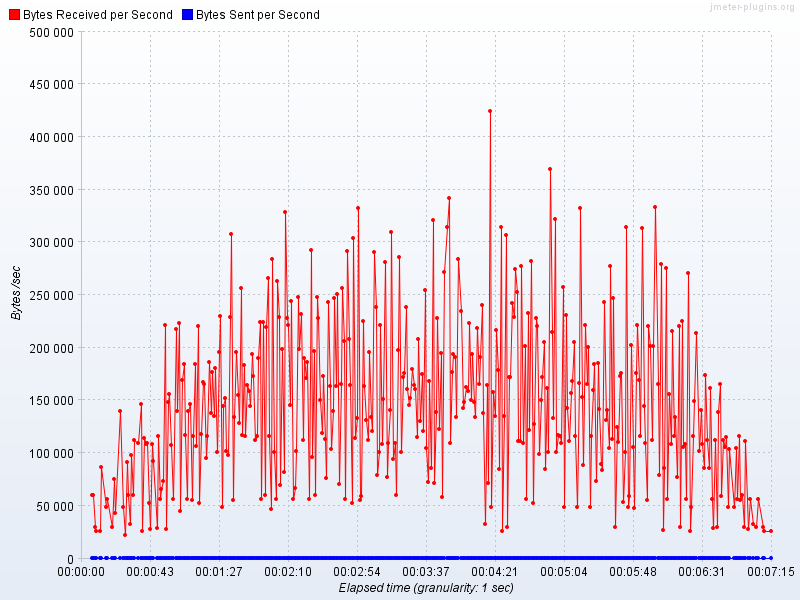 jmeter-plugins.org
Bytes Received per Second Bytes Sent per Second
500 000
450 000
400 000
350 000
300 000
250 000
200 000
150 000
100 000
50 000
0
Bytes /sec
00:00:00 00:00:43 00:01:27 00:02:10 00:02:54 00:03:37 00:04:21 00:05:04 00:05:48 00:06:31 00:07:15
Elapsed time (granularity: 1 sec)